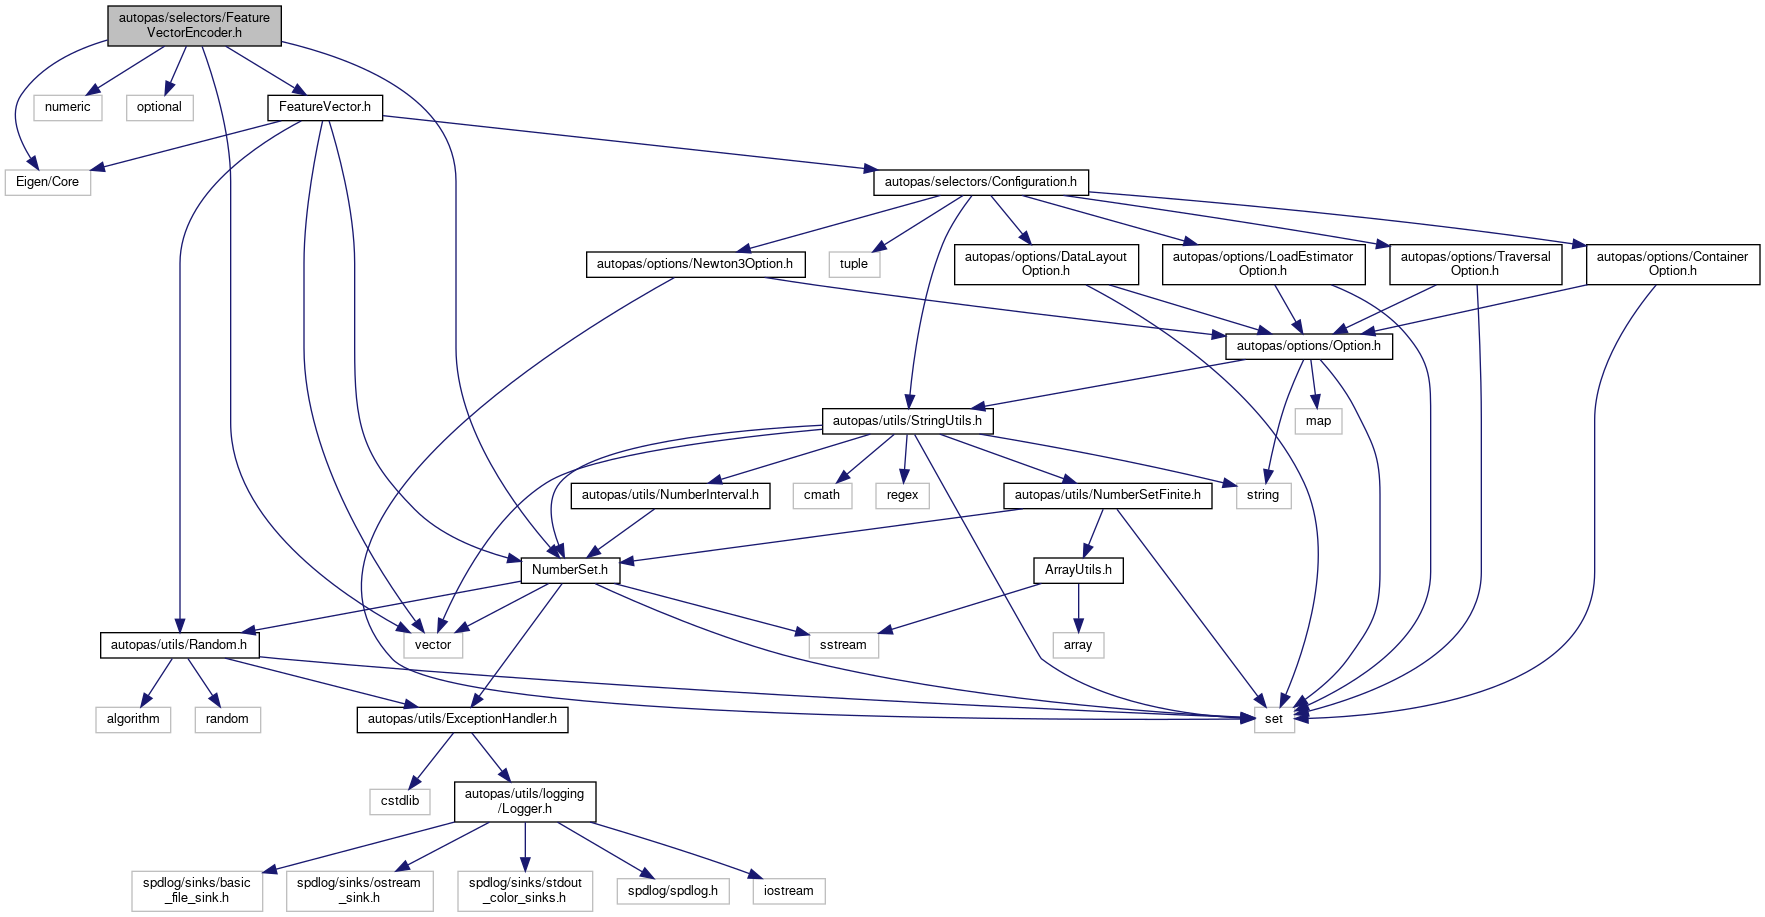 autopas/selectors/Feature
VectorEncoder.h
numeric
optional
FeatureVector.h
Eigen/Core
autopas/selectors/Configuration.h
autopas/options/Newton3Option.h
tuple
autopas/options/DataLayout
Option.h
autopas/options/LoadEstimator
Option.h
autopas/options/Traversal
Option.h
autopas/options/Container
Option.h
autopas/options/Option.h
autopas/utils/StringUtils.h
map
autopas/utils/NumberInterval.h
cmath
regex
autopas/utils/NumberSetFinite.h
string
NumberSet.h
ArrayUtils.h
autopas/utils/Random.h
vector
sstream
array
algorithm
random
autopas/utils/ExceptionHandler.h
set
cstdlib
autopas/utils/logging
/Logger.h
spdlog/sinks/basic
_file_sink.h
spdlog/sinks/ostream
_sink.h
spdlog/sinks/stdout
_color_sinks.h
spdlog/spdlog.h
iostream